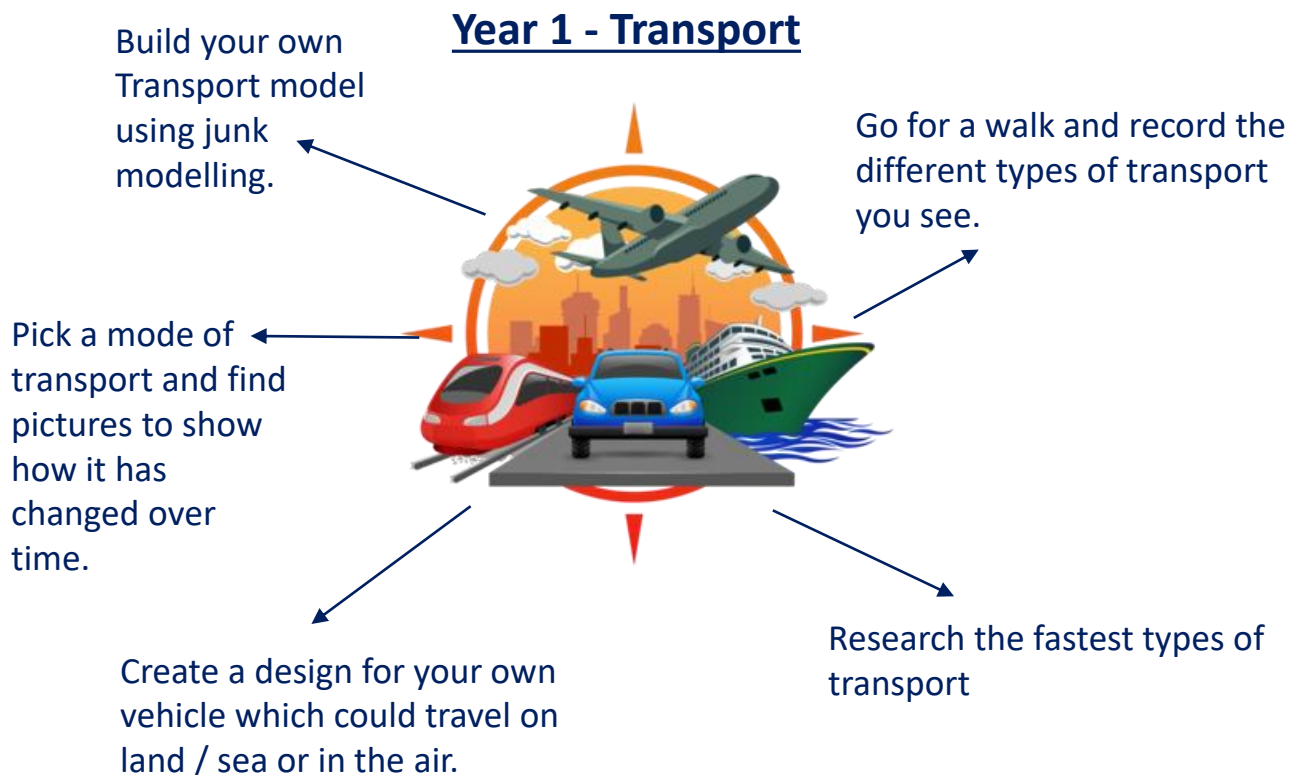 Year 1 - Transport
Build your own
Transport model
using junk
modelling.
Go for a walk and record the
different types of transport
you see.
Pick a mode of
transport and find
pictures to show
how it has
changed over
time.
Create a design for your own
vehicle which could travel on
land / sea or in the air.
Research the fastest types of
transport